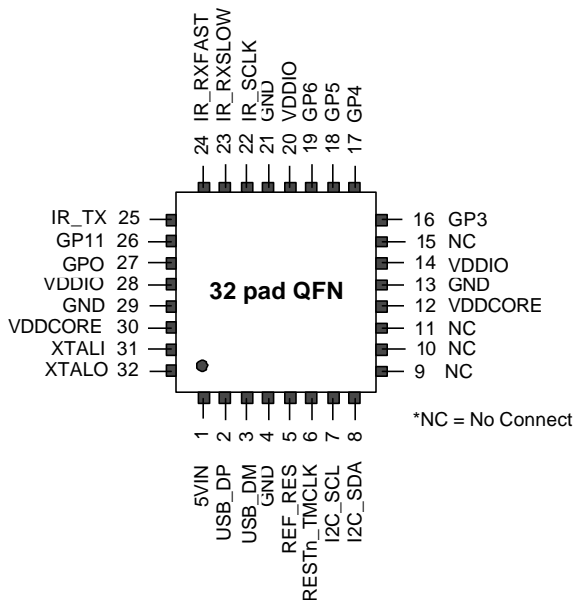 24 IR_RXFAST
23 IR_RXSLOW
22 IR_SCLK
21 GND
20 VDDIO
19 GP6
18 GP5
17 GP4
IR_TX 25
GP11 26
GPO 27
VDDIO 28
GND 29
VDDCORE 30
XTALI 31
XTALO 32
32 pad QFN
16 GP3
15 NC
14 VDDIO
13 GND
12 VDDCORE
11 NC
10 NC
9 NC
*NC = No Connect
1 5VIN
2 USB_DP
3 USB_DM
4 GND
5 REF_RES
6 RESTn_TMCLK
7 I2C_SCL
8 I2C_SDA